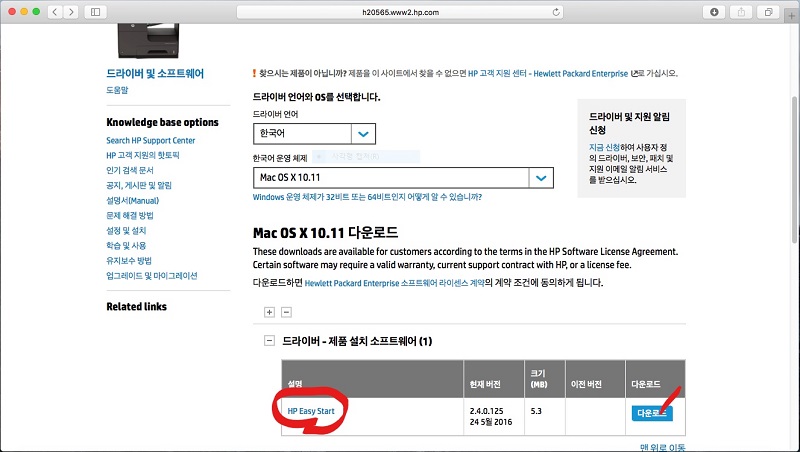 h20565.www2.hp.com
드라이버 및 소프트웨어
도움말
Knowledge base options
Search HP Support Center
HP 고객 지원의 핫토픽
인기 검색 문서
공지, 게시판 및 알림
설명서(Manual)
문제 해결 방법
설정 및 설치
학습 및 사용
유지보수 방법
업그레이드 및 마이그레이션
Related links
! 찾으시는 제품이 아닙니까? 제품을 이 사이트에서 찾을 수 없으면 HP 고객 지원 센터 - Hewlett Packard Enterprise 로 가십시오.
드라이버 언어와 OS를 선택합니다.
드라이버 언어
한국어
한국어 운영 체제
Mac OS X 10.11
Windows 운영 체제가 32비트 또는 64비트인지 어떻게 알 수 있습니까?
드라이버 및 지원 알림
신청
지금 신청하여 사용자 정
의 드라이버, 보안, 패치 및
지원 이메일 알림 서비스
를 받으십시오.
Mac OS X 10.11 다운로드
These downloads are available for customers according to the terms in the HP Software License Agreement.
Certain software may require a valid warranty, current support contract with HP, or a license fee.
다운로드하면 Hewlett Packard Enterprise 소프트웨어 라이센스 계약의 계약 조건에 동의하게 됩니다.
드라이버 - 제품 설치 소프트웨어 (1)
설명 현재 버전 크기 (MB) 이전 버전 다운로드
HP Easy Start 2.4.0.125 5.3 다운로드
24 5월 2016
맨 위로 이동